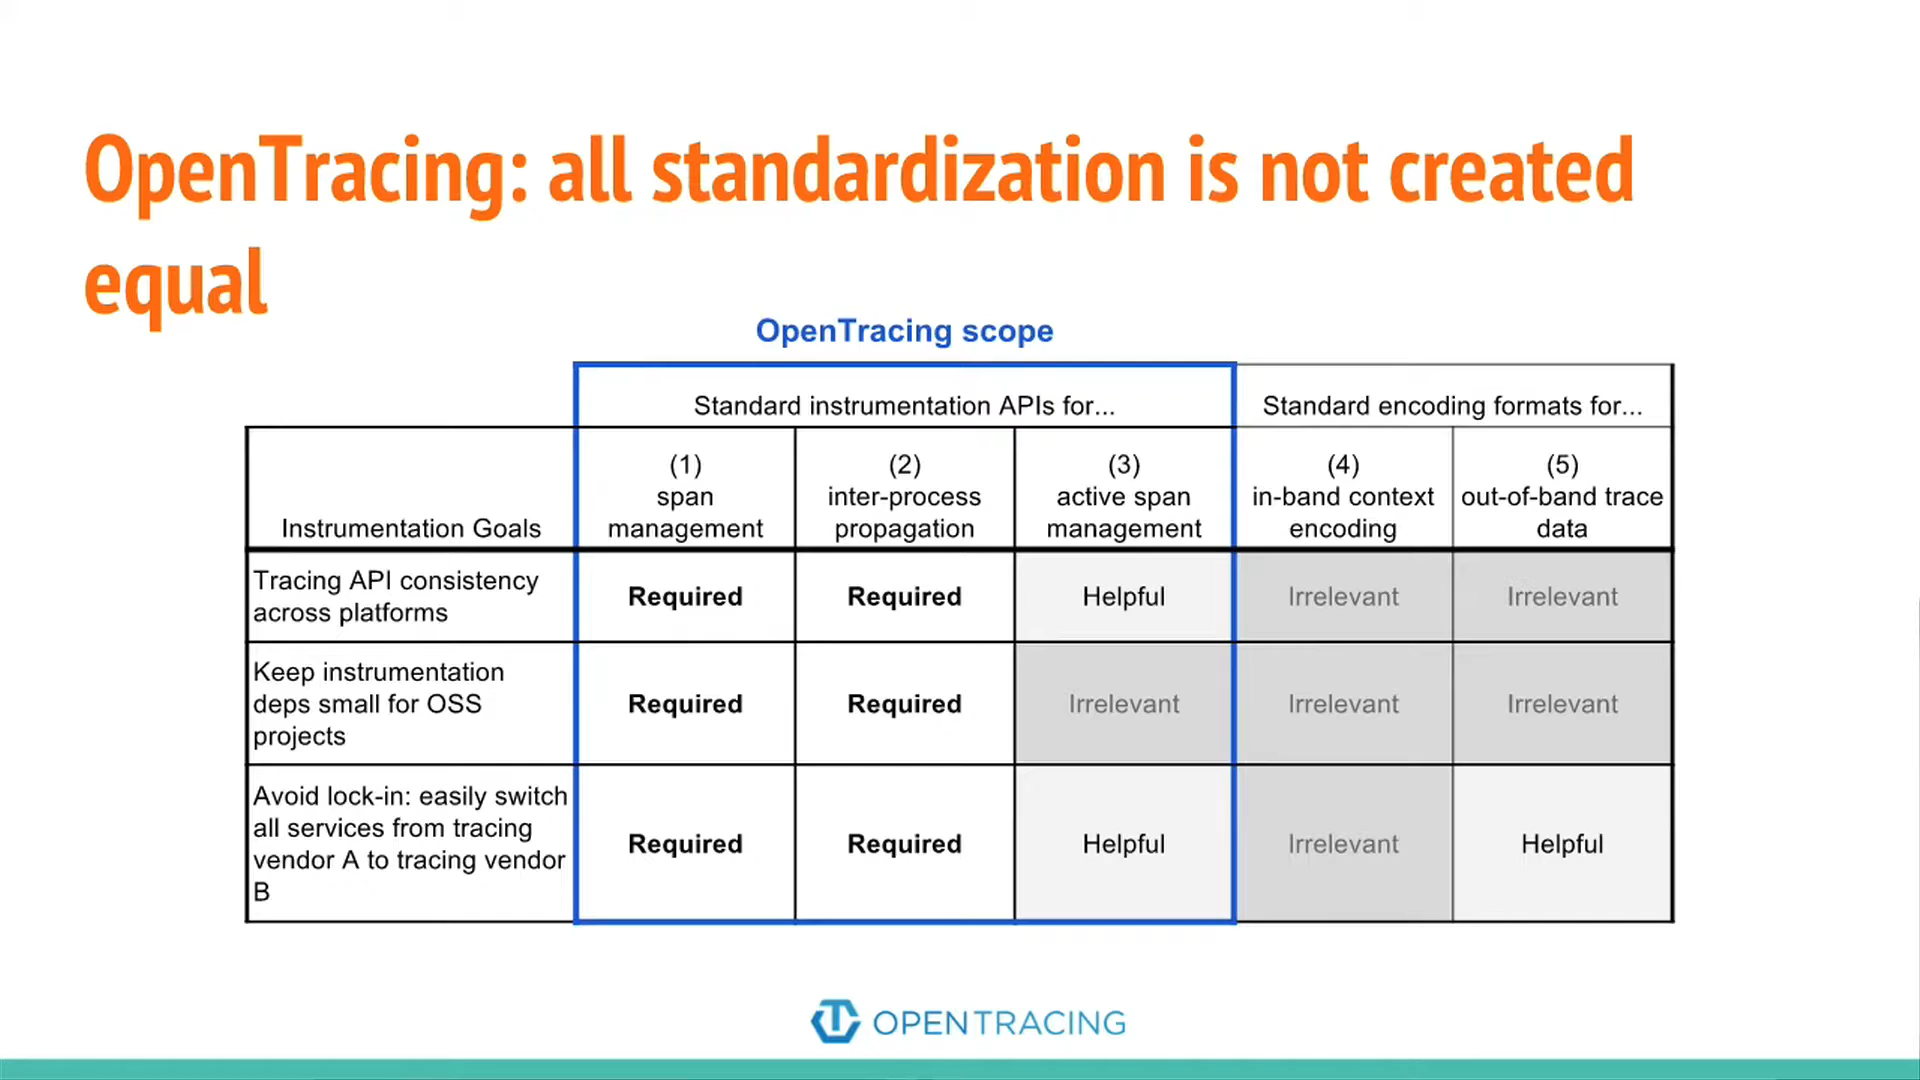 OpenTracing: all standardization is not created
equal
OpenTracing scope
Standard instrumentation APIs for...
Standard encoding formats for...
Instrumentation Goals
(1)
span
management
(2)
inter-process
propagation
(3)
active span
management
(4)
in-band context
encoding
(5)
out-of-band trace
data
Tracing API consistency
across platforms
Required
Required
Helpful
Irrelevant
Irrelevant
Keep instrumentation
deps small for OSS
projects
Required
Required
Irrelevant
Irrelevant
Irrelevant
Avoid lock-in: easily switch
all services from tracing
vendor A to tracing vendor
B
Required
Required
Helpful
Irrelevant
Helpful
OPENTRACING